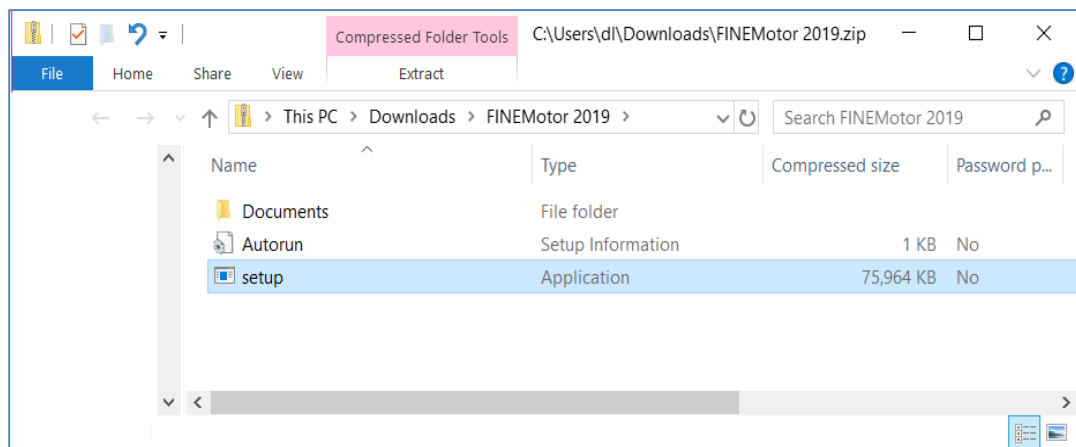 Compressed Folder Tools C:\Users\dl\Downloads\FINEMotor 2019.zip
File Home Share View Extract
This PC > Downloads > FINEMotor 2019 > Search FINEMotor 2019
Name Type Compressed size Password p...
Documents File folder
Autorun Setup Information 1 KB No
setup Application 75,964 KB No